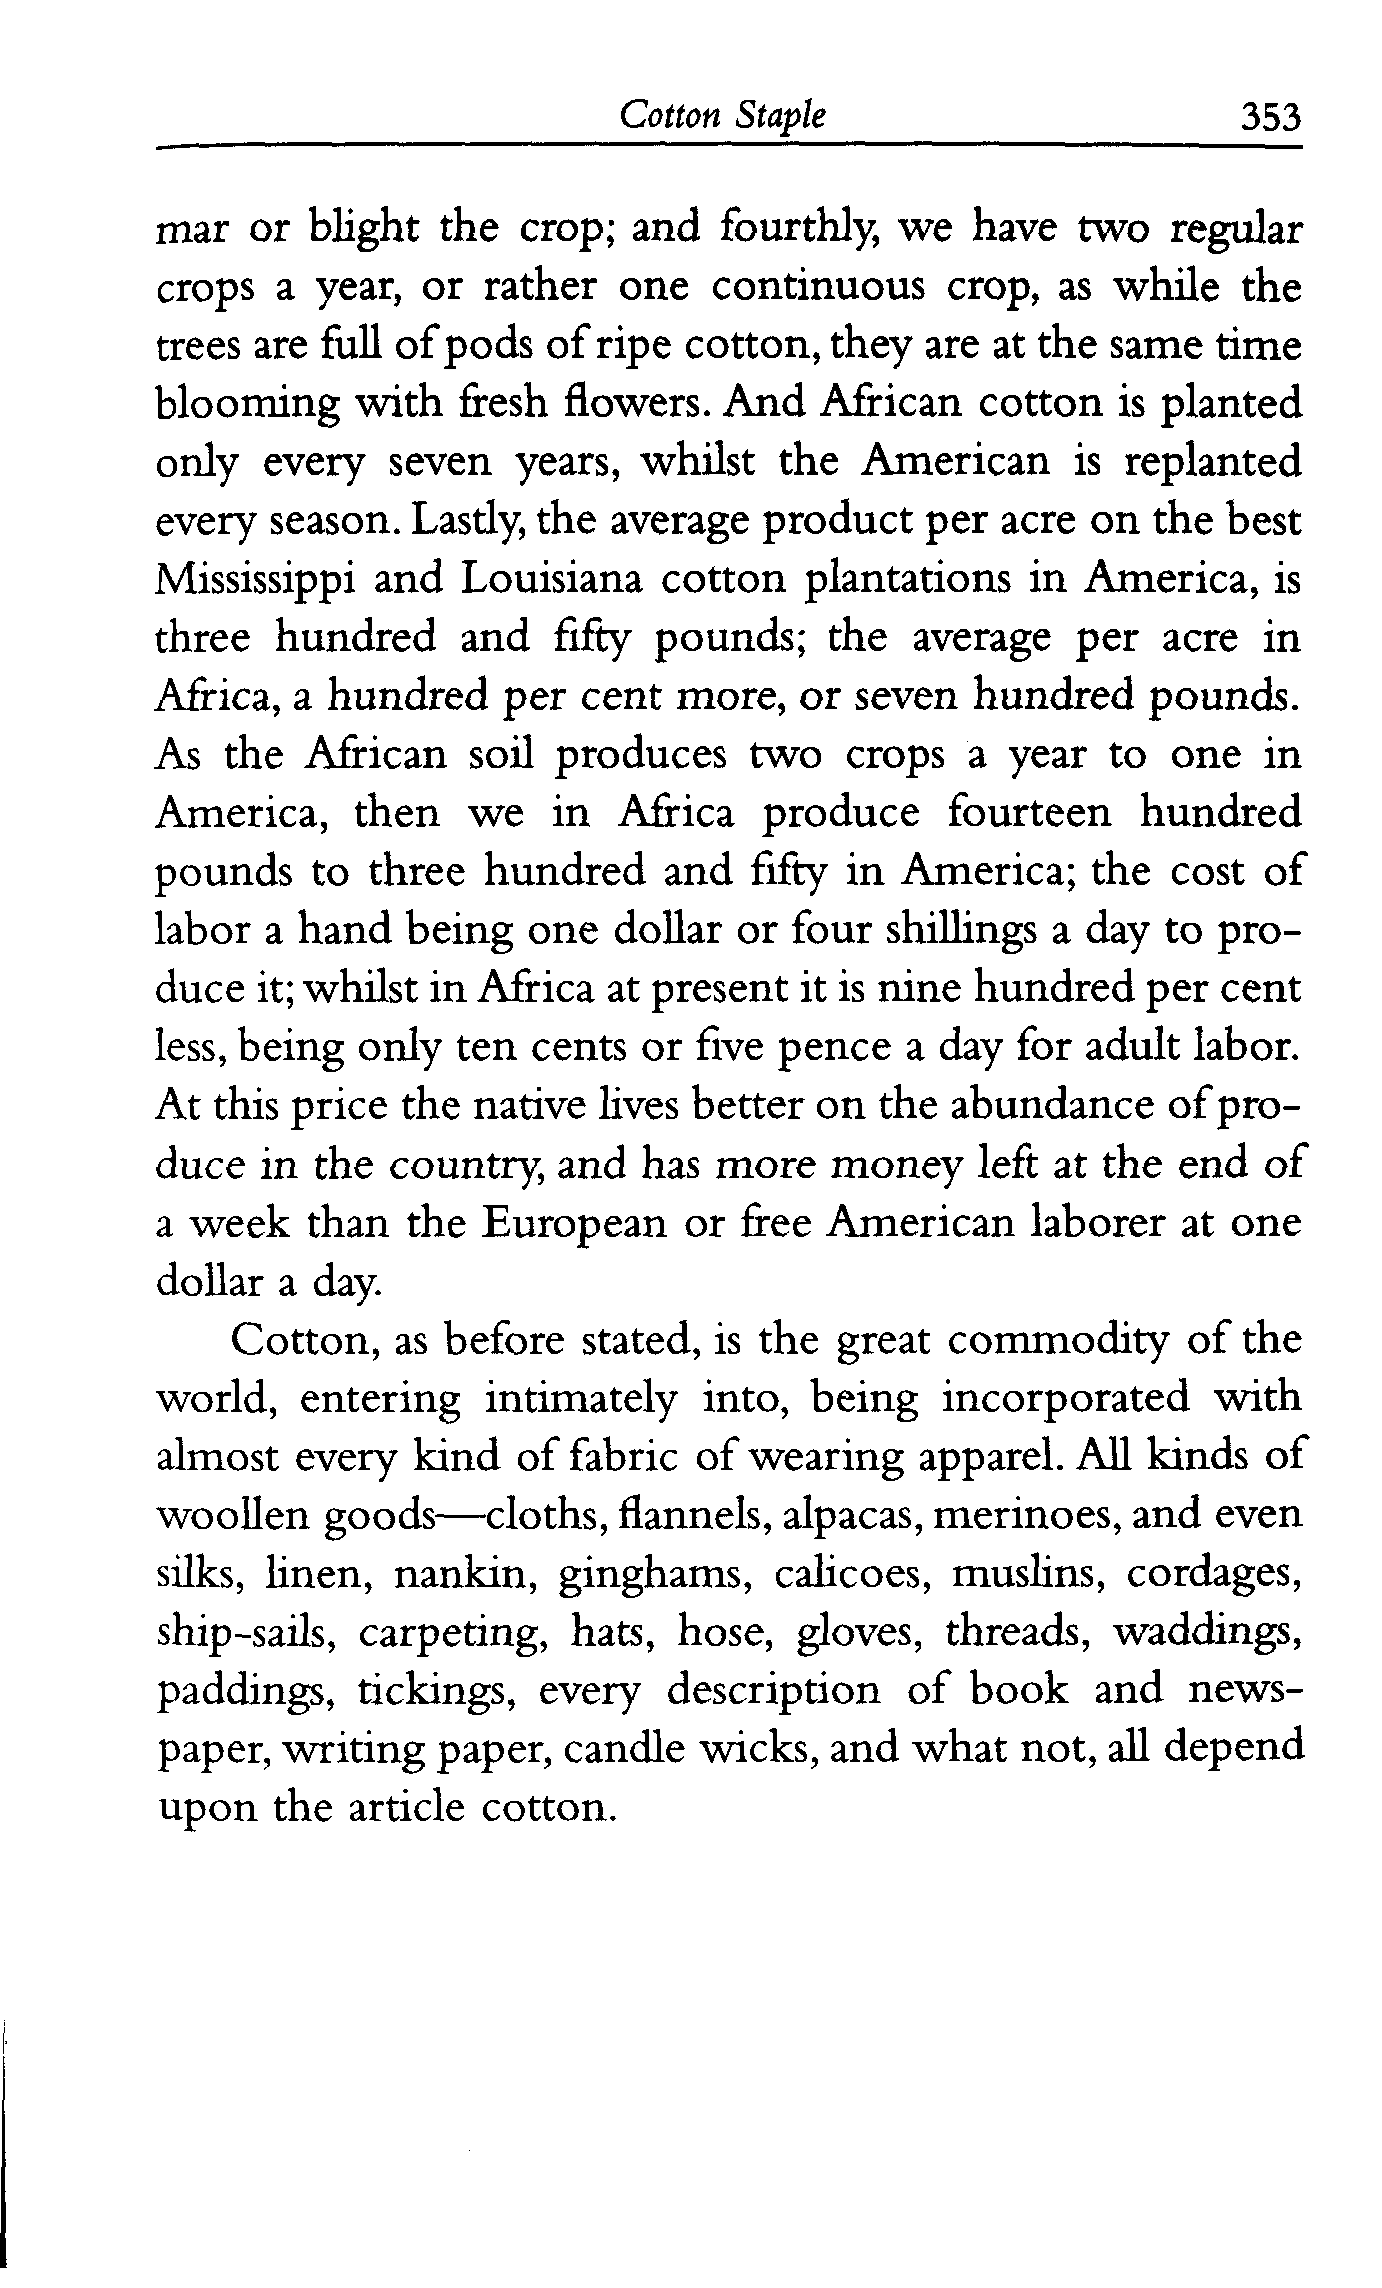 Cotton Staple 353
mar or blight the crop; and fourthly, we have two regular
crops a year, or rather one continuous crop, as while the
trees are full of pods of ripe cotton, they are at the same time
blooming with fresh flowers. And African cotton is planted
only every seven years, whilst the American is replanted
every season. Lastly, the average product per acre on the best
Mississippi and Louisiana cotton plantations in America, is
three hundred and fifty pounds; the average per acre in
Africa, a hundred per cent more, or seven hundred pounds.
As the African soil produces two crops a year to one in
America, then we in Africa produce fourteen hundred
pounds to three hundred and fifty in America; the cost of
labor a hand being one dollar or four shillings a day to pro-
duce it; whilst in Africa at present it is nine hundred per cent
less, being only ten cents or five pence a day for adult labor.
At this price the native lives better on the abundance of pro-
duce in the country, and has more money left at the end of
a week than the European or free American laborer at one
dollar a day.
Cotton, as before stated, is the great commodity of the
world, entering intimately into, being incorporated with
almost every kind of fabric of wearing apparel. All kinds of
woollen goods—cloths, flannels, alpacas, merinoes, and even
silks, linen, nankin, ginghams, calicoes, muslins, cordages,
ship-sails, carpeting, hats, hose, gloves, threads, waddings,
paddings, tickings, every description of book and news-
paper, writing paper, candle wicks, and what not, all depend
upon the article cotton.